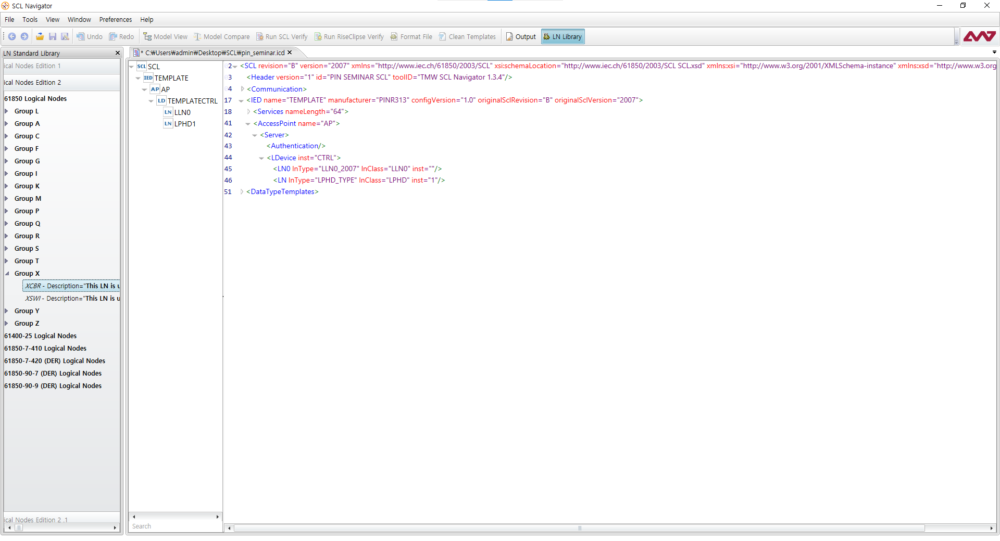 SCL Navigator
File Tools View Window Preferences Help
Undo Redo Model View Model Compare Run SCL Verify Run RiseClipse Verify Format File Clean Templates Output LN Library
LN Standard Library
ical Nodes Edition 1
ical Nodes Edition 2
61850 Logical Nodes
Group L
Group A
Group C
Group F
Group G
Group I
Group K
Group M
Group P
Group Q
Group R
Group S
Group T
Group X
XCBR - Description="This LN is u
XSWI - Description="This LN is u
Group Y
Group Z
61400-25 Logical Nodes
61850-7-410 Logical Nodes
61850-7-420 (DER) Logical Nodes
61850-90-7 (DER) Logical Nodes
61850-90-9 (DER) Logical Nodes
ical Nodes Edition 2 .1
* C:₩Users₩admin₩Desktop₩SCL₩pin_seminar.icd
SCL SCL
IED TEMPLATE
AP AP
LD TEMPLATECTRL
LN LLN0
LN LPHD1
Search
02 <SCL revision="B" version="2007" xmlns="http://www.iec.ch/61850/2003/SCL" xsi:schemaLocation="http://www.iec.ch/61850/2003/SCL SCL.xsd" xmlns:xsi="http://www.w3.org/2001/XMLSchema-instance" xmlns:xsd="http://www.w3.org
03 <Header version="1" id="PIN SEMINAR SCL" toolID="TMW SCL Navigator 1.3.4"/>
04 <Communication>
17 <IED name="TEMPLATE" manufacturer="PINR313" configVersion="1.0" originalSclRevision="B" originalSclVersion="2007">
18 <Services nameLength="64">
41 <AccessPoint name="AP">
42 <Server>
43 <Authentication/>
44 <LDevice inst="CTRL">
45 <LN0 lnType="LLN0_2007" lnClass="LLN0" inst=""/>
46 <LN lnType="LPHD_TYPE" lnClass="LPHD" inst="1"/>
51 <DataTypeTemplates>